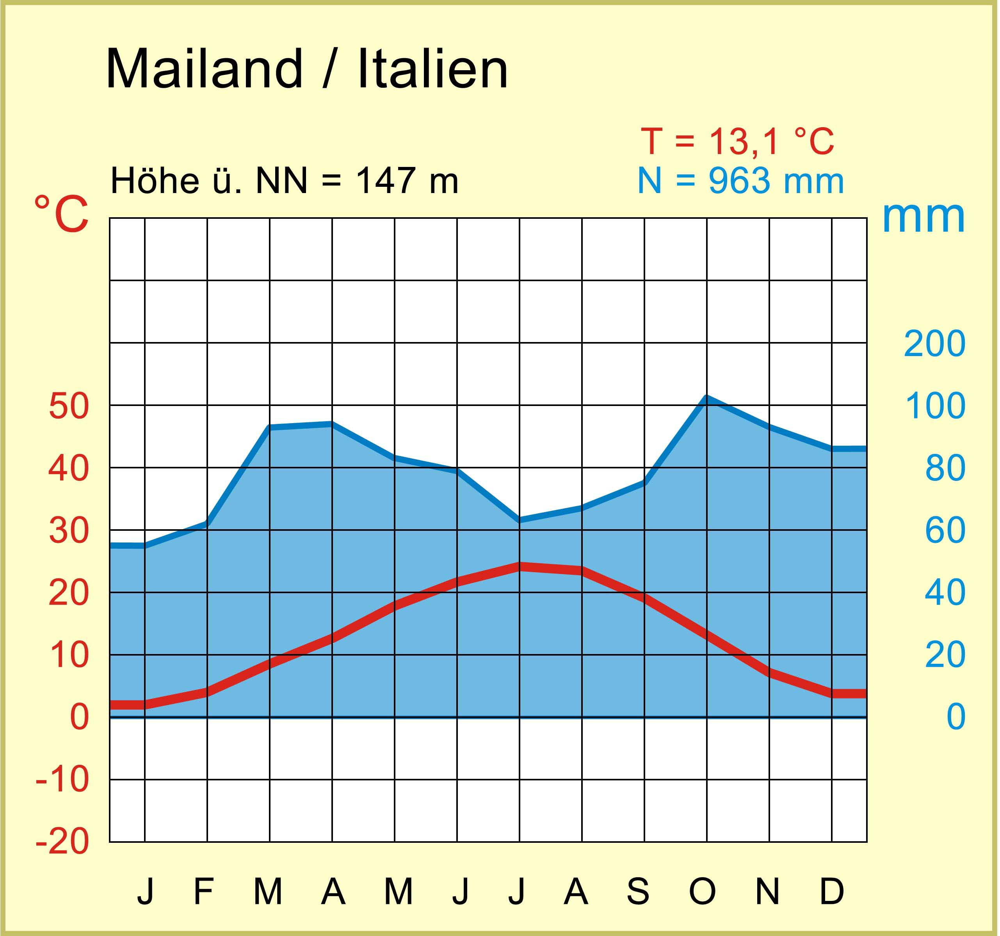 Mailand / Italien
T = 13,1 °C
Höhe ü. NN = 147 m N = 963 mm
°C mm
200
50 100
40 80
30 60
20 40
10 20
0 0
-10
-20
J F M A M J J A S O N D